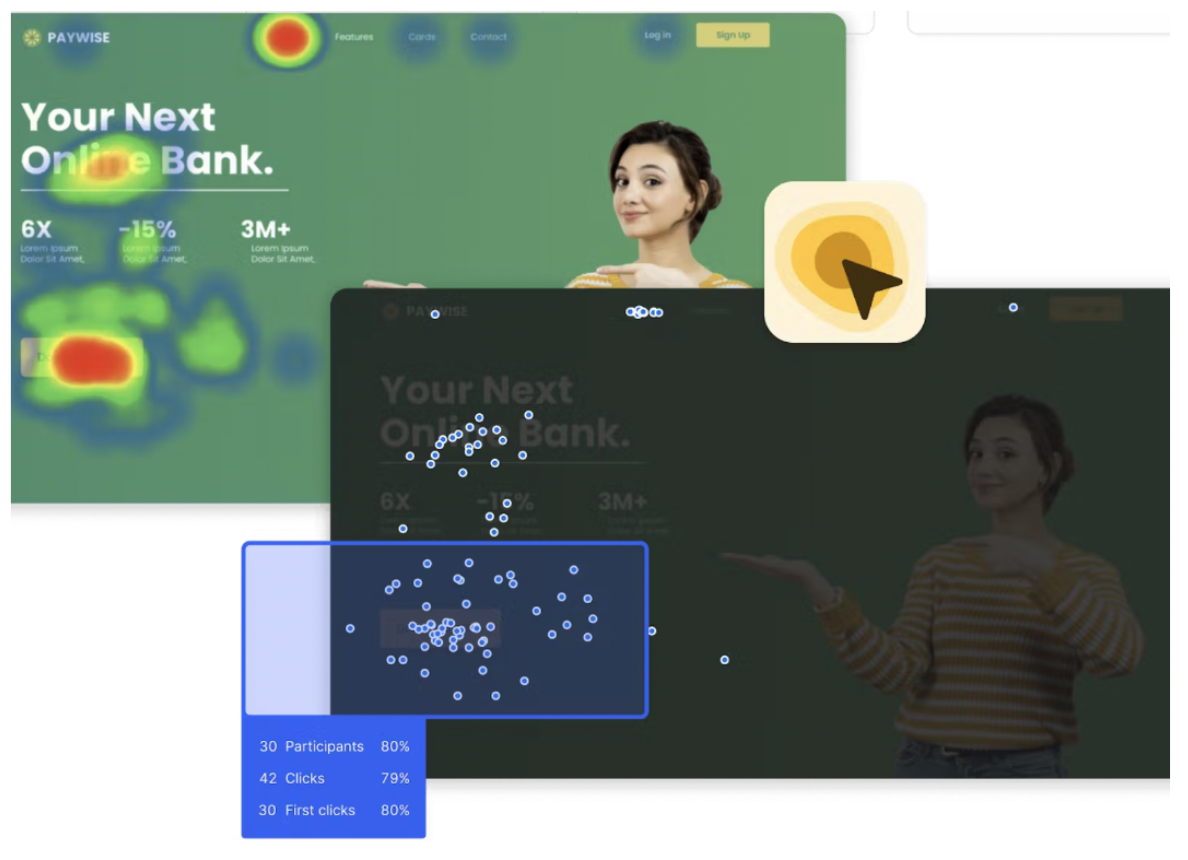 PAYWISE
Features
Cards
Contact
Log in
Sign Up
Your Next
Online Bank.
6X
-15%
3M+
Lorem Ipsum
Dolor Sit Amet,
Lorem Ipsum
Dolor Sit Amet,
Lorem Ipsum
Dolor Sit Amet,
PAYWISE
Your Next
Online Bank.
6X
-15%
3M+
30 Participants 80%
42 Clicks 79%
30 First clicks 80%